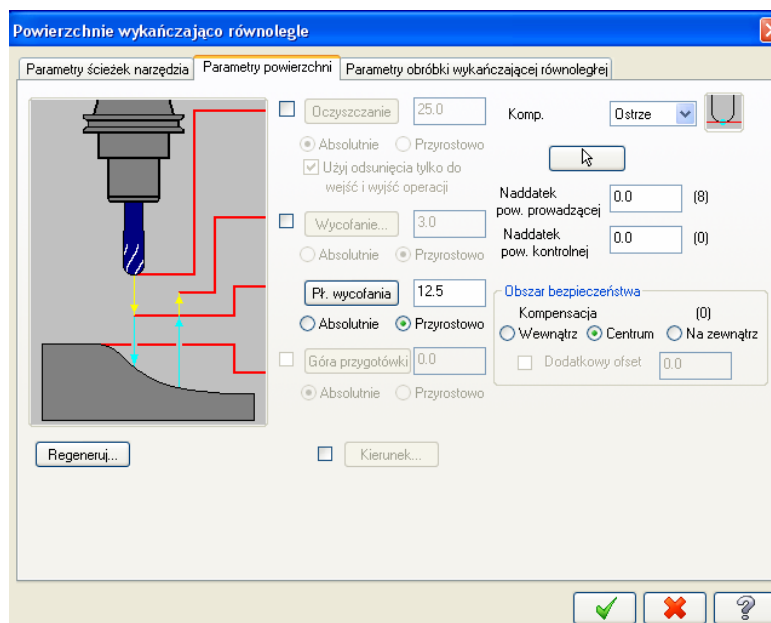 Powierzchnie wykańczająco równolegle
Parametry ścieżek narzędzia Parametry powierzchni Parametry obróbki wykańczającej równoległej
Oczyszczanie 25.0
Absolutnie Przyrostowo
Użyj odsunięcia tylko do
wejść i wyjść operacji
Wycofanie... 3.0
Absolutnie Przyrostowo
Pł. wycofania 12.5
Absolutnie Przyrostowo
Góra przygotówki 0.0
Absolutnie Przyrostowo
Komp. Ostrze
Naddatek
pow. prowadzącej 0.0 (8)
Naddatek
pow. kontrolnej 0.0 (0)
Obszar bezpieczeństwa
Kompensacja (0)
Wewnątrz Centrum Na zewnątrz
Dodatkowy ofset 0.0
Regeneruj... Kierunek...